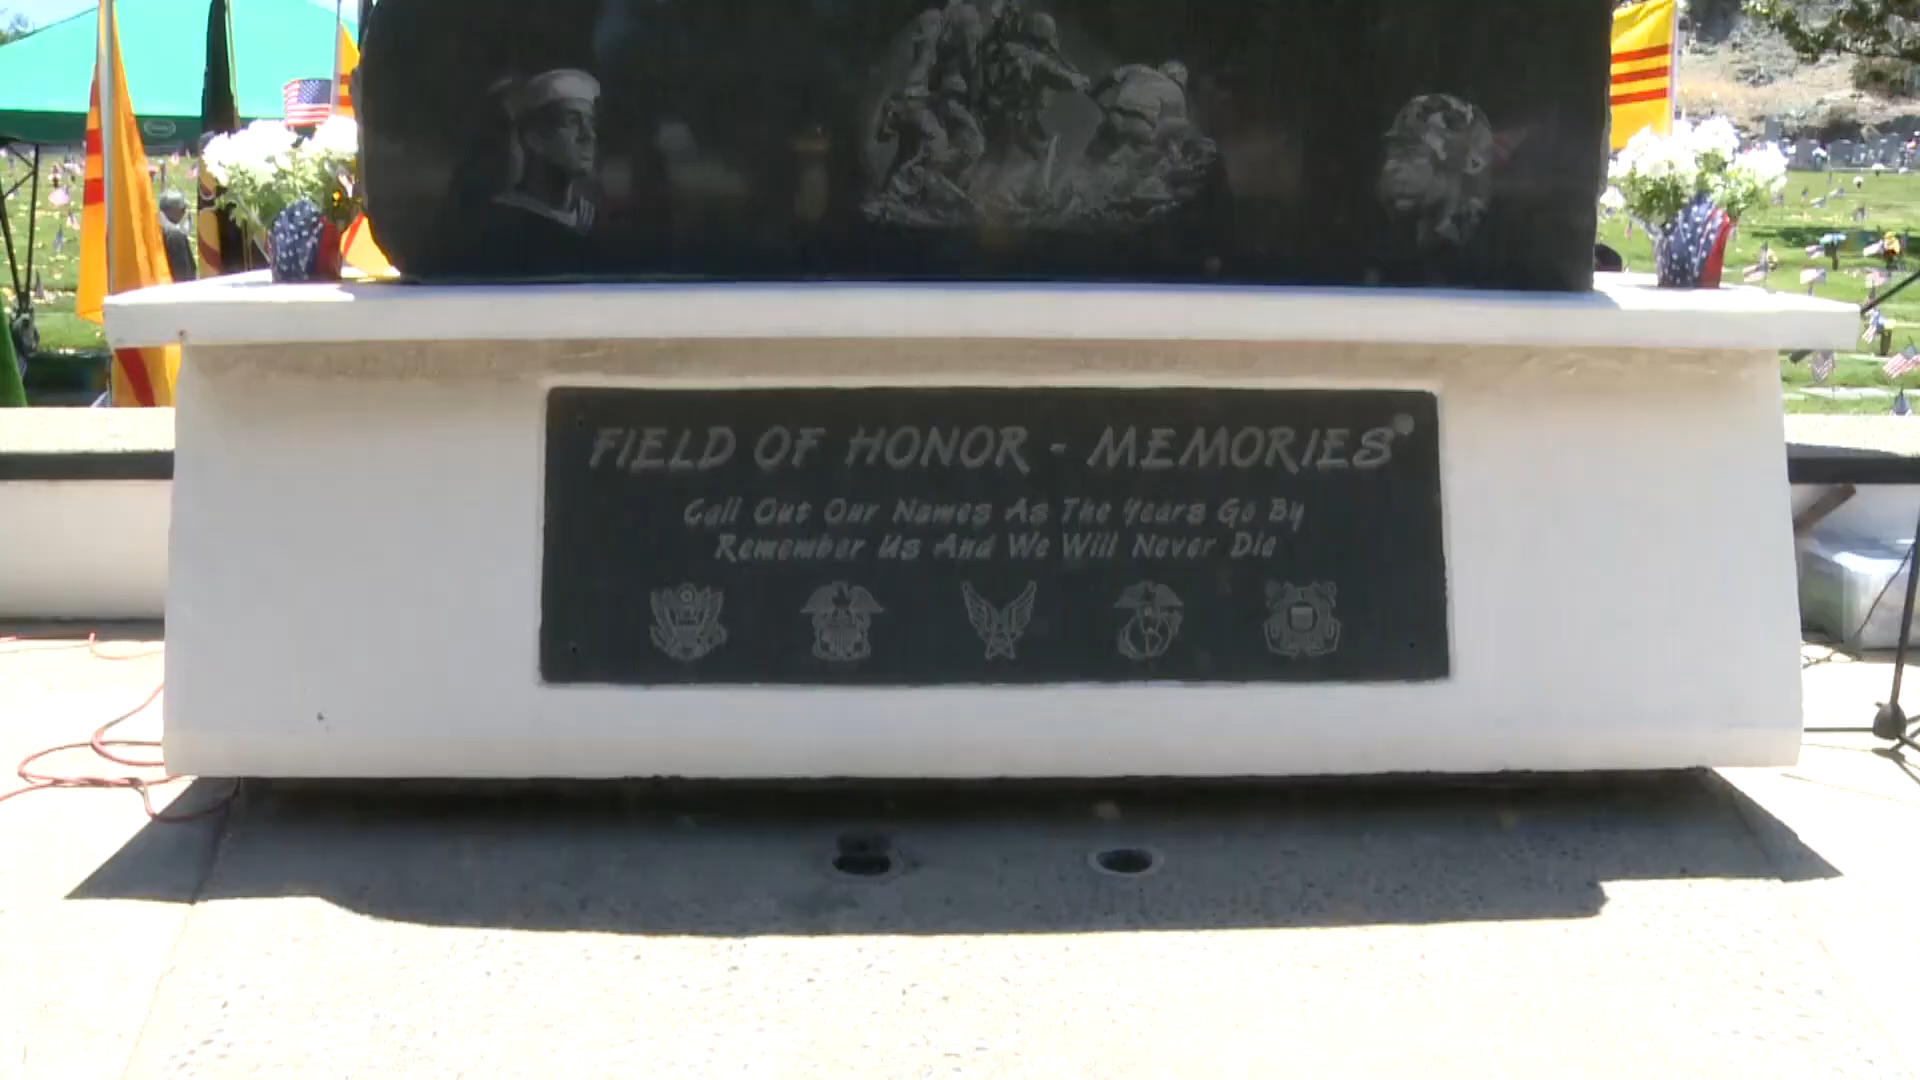 FIELD OF HONOR - MEMORIES
Call Out Our Names As The Years Go By
Remember Us And We Will Never Die